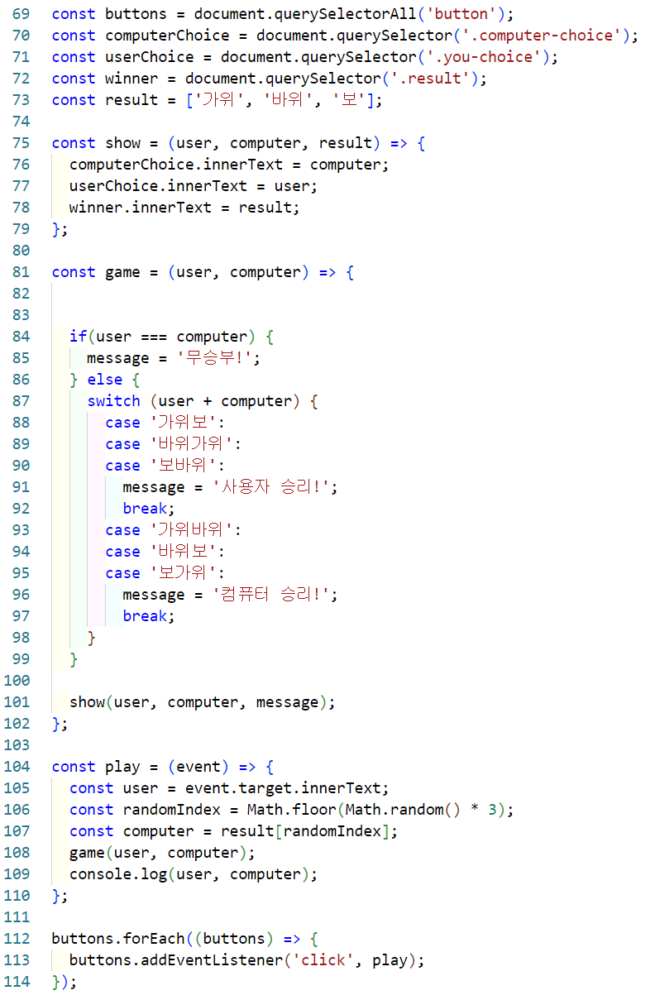 69 const buttons = document.querySelectorAll('button');
70 const computerChoice = document.querySelector('.computer-choice');
71 const userChoice = document.querySelector('.you-choice');
72 const winner = document.querySelector('.result');
73 const result = ['가위', '바위', '보'];
74
75 const show = (user, computer, result) => {
76   computerChoice.innerText = computer;
77   userChoice.innerText = user;
78   winner.innerText = result;
79 };
80
81 const game = (user, computer) => {
82
83
84   if(user === computer) {
85     message = '무승부!';
86   } else {
87     switch (user + computer) {
88       case '가위보':
89       case '바위가위':
90       case '보바위':
91         message = '사용자 승리!';
92         break;
93       case '가위바위':
94       case '바위보':
95       case '보가위':
96         message = '컴퓨터 승리!';
97         break;
98     }
99   }
100
101   show(user, computer, message);
102 };
103
104 const play = (event) => {
105   const user = event.target.innerText;
106   const randomIndex = Math.floor(Math.random() * 3);
107   const computer = result[randomIndex];
108   game(user, computer);
109   console.log(user, computer);
110 };
111
112 buttons.forEach((buttons) => {
113   buttons.addEventListener('click', play);
114 });